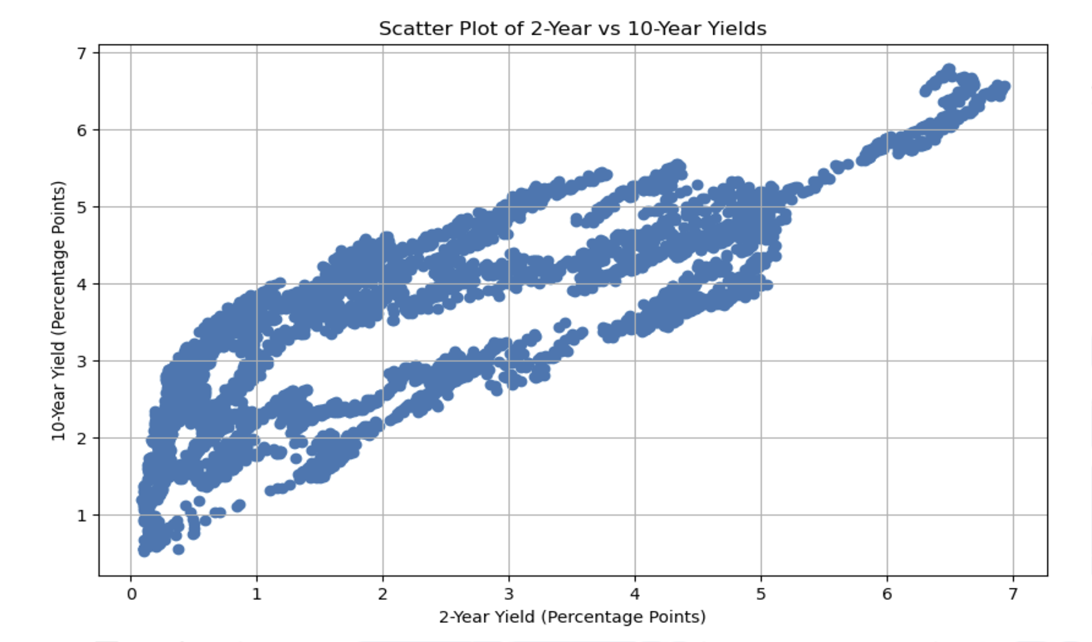 Scatter Plot of 2-Year vs 10-Year Yields
10-Year Yield (Percentage Points)
7
6
5
4
3
2
1
0 1 2 3 4 5 6 7
2-Year Yield (Percentage Points)